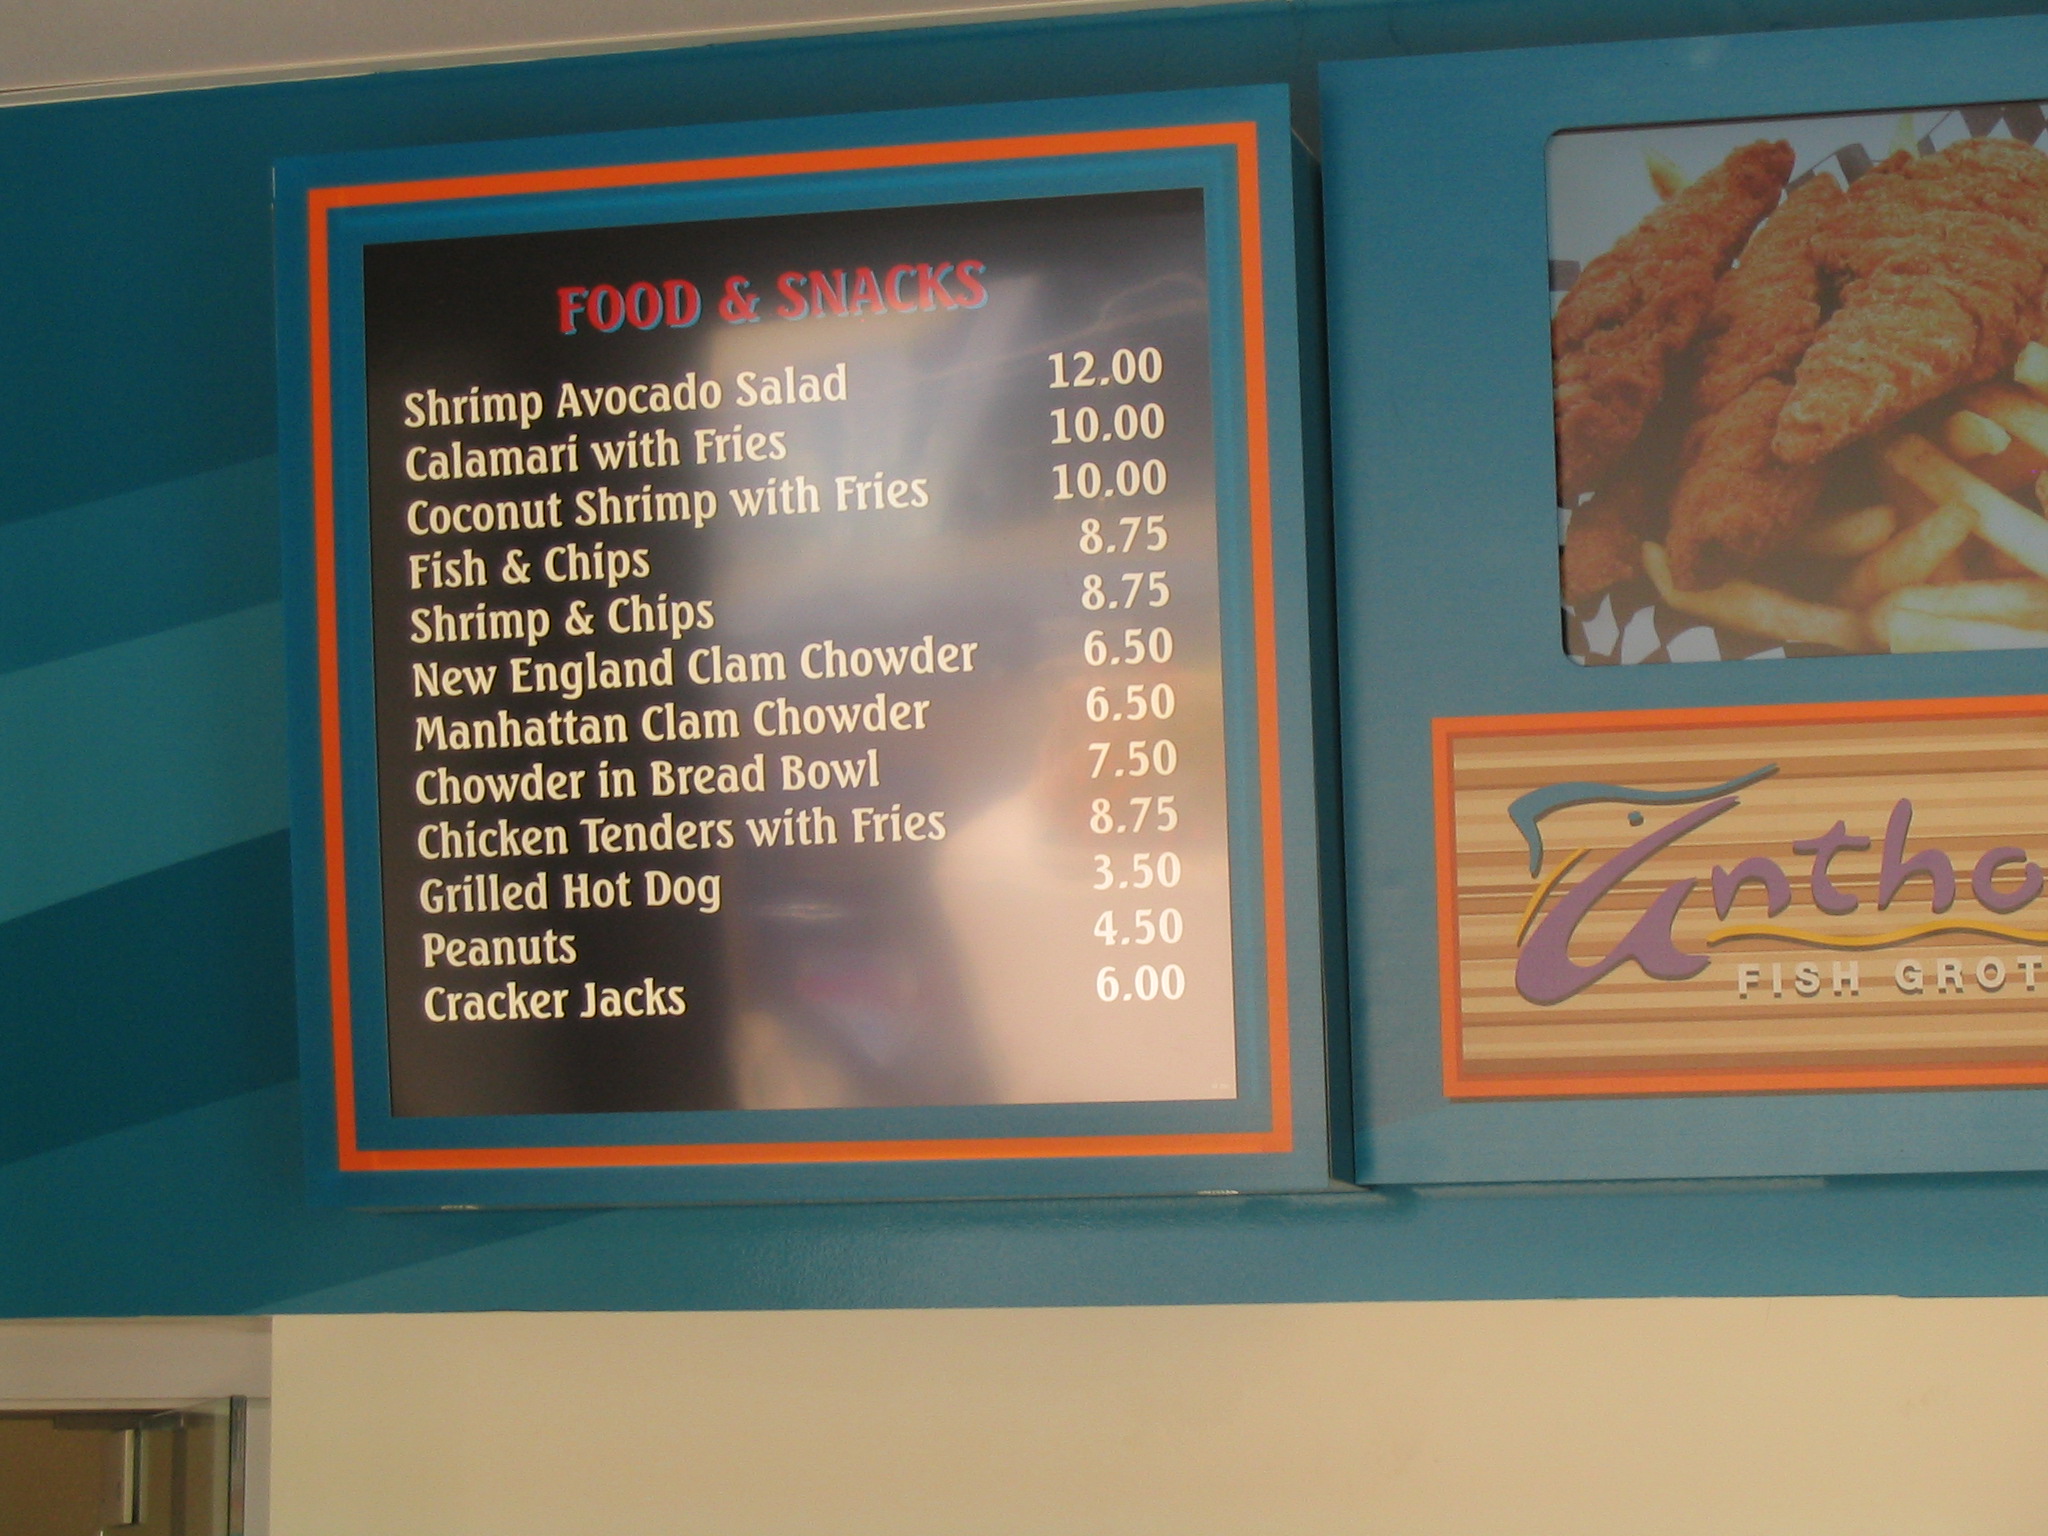 FOOD & SNACKS
Shrimp Avocado Salad 12.00
Calamari with Fries 10.00
Coconut Shrimp with Fries 10.00
Fish & Chips 8.75
Shrimp & Chips 8.75
New England Clam Chowder 6.50
Manhattan Clam Chowder 6.50
Chowder in Bread Bowl 7.50
Chicken Tenders with Fries 8.75
Grilled Hot Dog 3.50
Peanuts 4.50
Cracker Jacks 6.00
Antho
FISH GROT